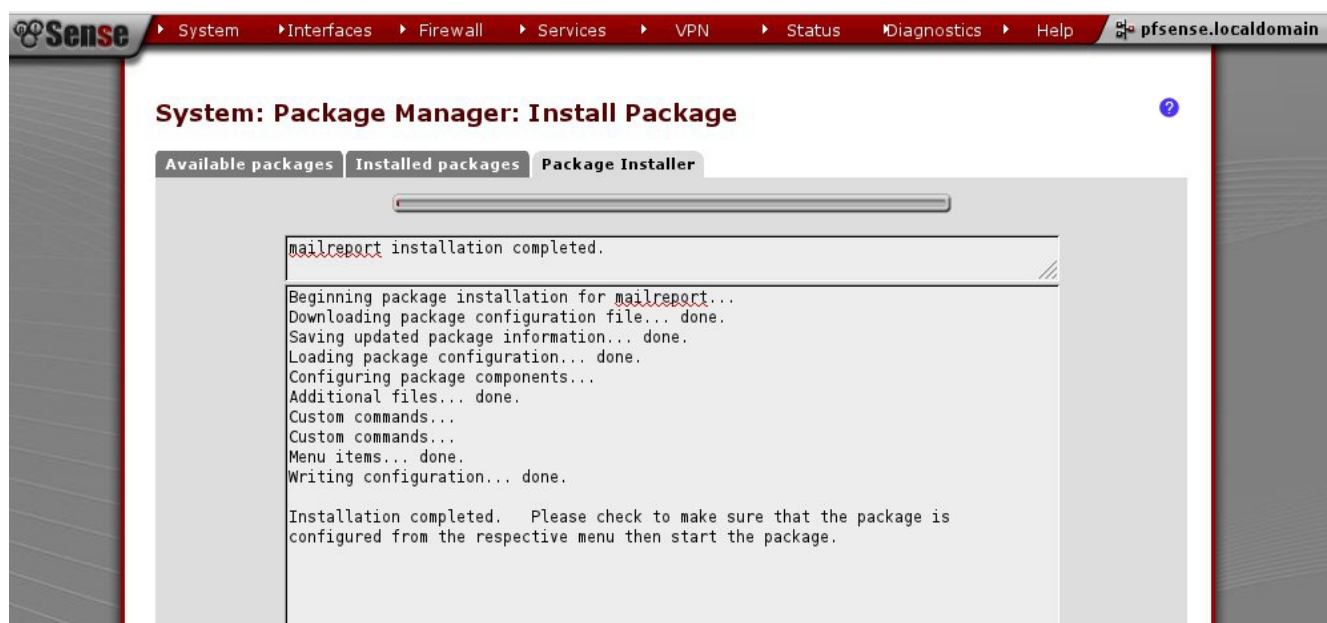 pfSense
System Interfaces Firewall Services VPN Status Diagnostics Help pfsense.localdomain
System: Package Manager: Install Package ?
Available packages Installed packages Package Installer
mailreport installation completed.
Beginning package installation for mailreport...
Downloading package configuration file... done.
Saving updated package information... done.
Loading package configuration... done.
Configuring package components...
Additional files... done.
Custom commands...
Custom commands...
Menu items... done.
Writing configuration... done.
Installation completed.   Please check to make sure that the package is
configured from the respective menu then start the package.